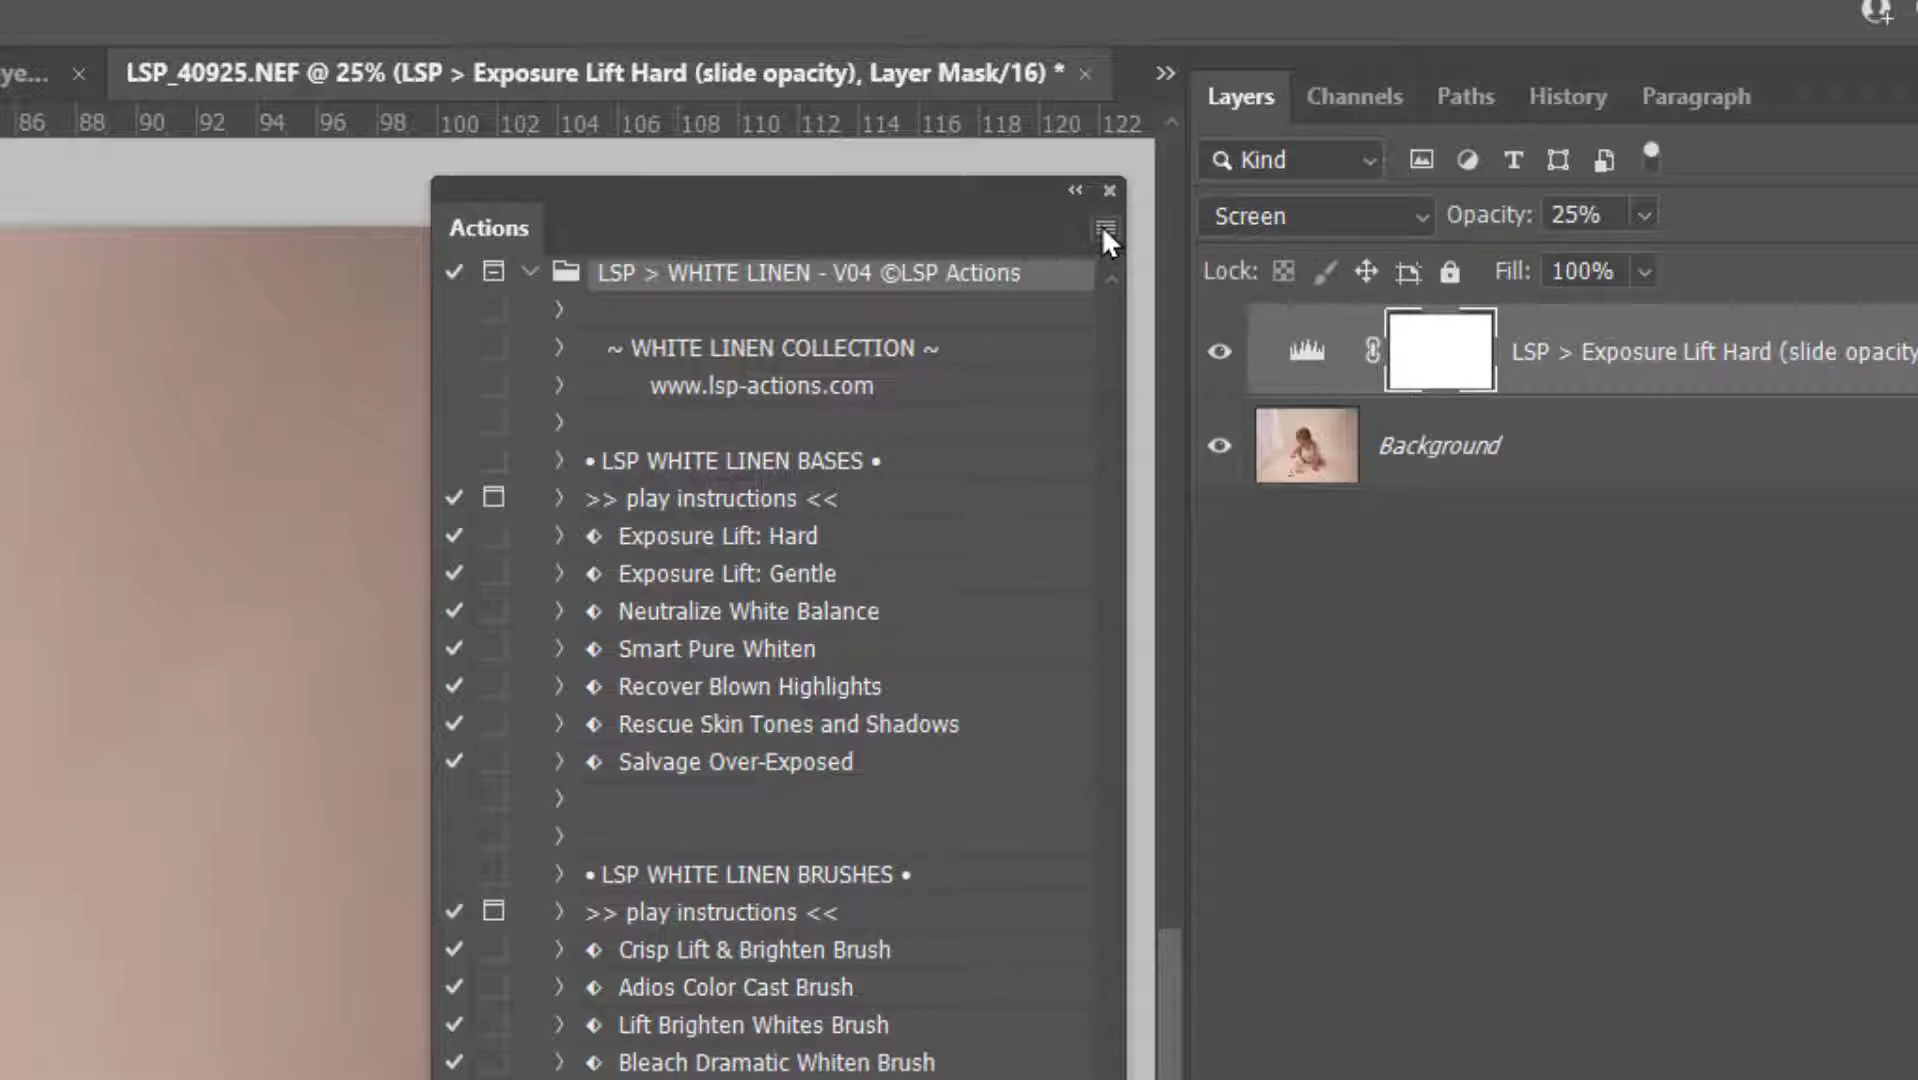 ye...
LSP_40925.NEF @ 25% (LSP > Exposure Lift Hard (slide opacity), Layer Mask/16) *
86 88 90 92 94 96 98 100 102 104 106 108 110 112 114 116 118 120 122
Actions
LSP > WHITE LINEN - V04 ©LSP Actions
~ WHITE LINEN COLLECTION ~
www.lsp-actions.com
• LSP WHITE LINEN BASES •
>> play instructions <<
Exposure Lift: Hard
Exposure Lift: Gentle
Neutralize White Balance
Smart Pure Whiten
Recover Blown Highlights
Rescue Skin Tones and Shadows
Salvage Over-Exposed
• LSP WHITE LINEN BRUSHES •
>> play instructions <<
Crisp Lift & Brighten Brush
Adios Color Cast Brush
Lift Brighten Whites Brush
Bleach Dramatic Whiten Brush
Layers Channels Paths History Paragraph
Kind
Screen Opacity: 25%
Lock: Fill: 100%
LSP > Exposure Lift Hard (slide opacity
Background